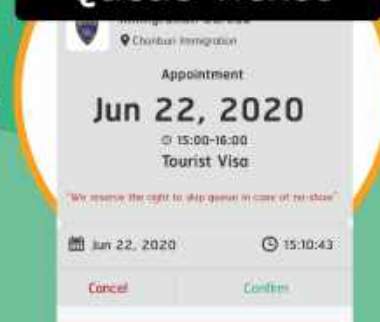 Chonburi Immigration
Appointment
Jun 22, 2020
15:00-16:00
Tourist Visa
"We reserve the right to skip queue in case of no-show"
Jun 22, 2020
15:10:43
Cancel
Confirm